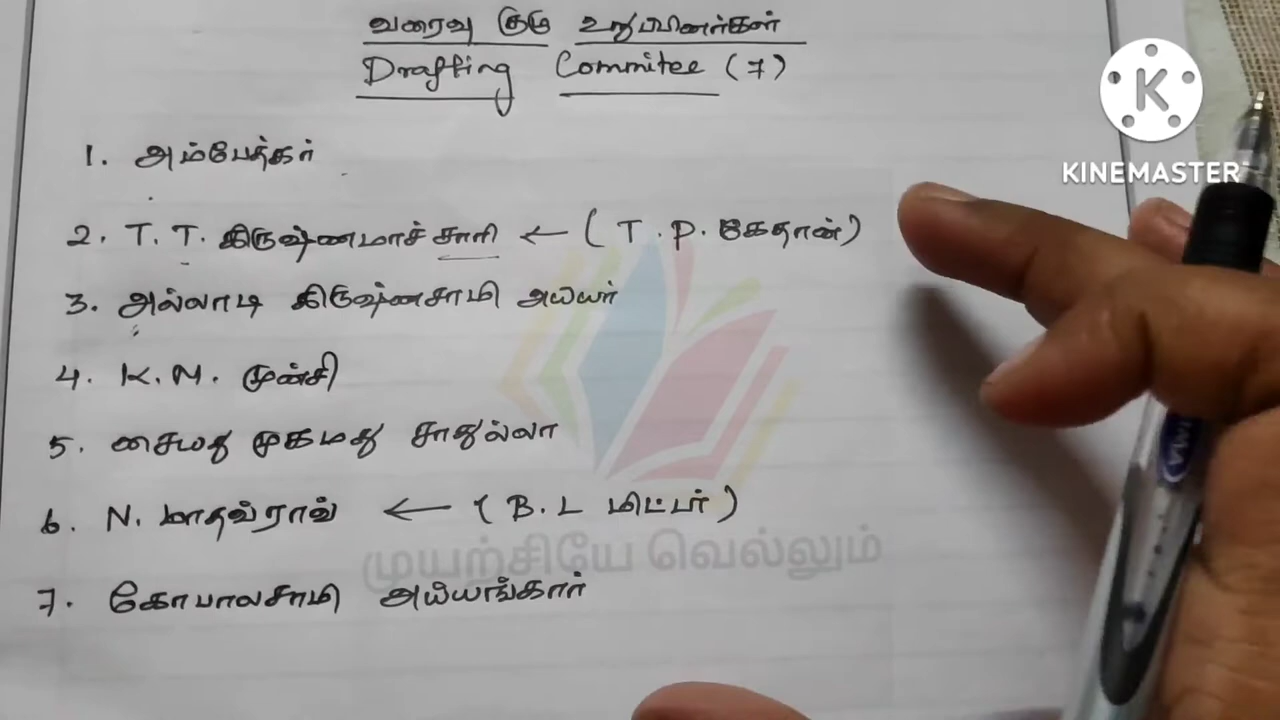 வரைவு குழு உறுப்பினர்கள்
Drafting Commitee (7)
K
KINEMASTER
1. அம்பேத்கர்
2. T. T. கிருஷ்ணமாச்சாரி ← ( T. P. கேதான்)
3. அல்லாடி கிருஷ்ணசாமி அய்யர்
4. K. M. முன்சி
5. சைமது முகமது சாதுல்லா
6. N. மாதவ்ராவ் ← ( B. L மிட்டர் )
முயற்சியே வெல்லும்
7. கோபாலசாமி அய்யங்கார்